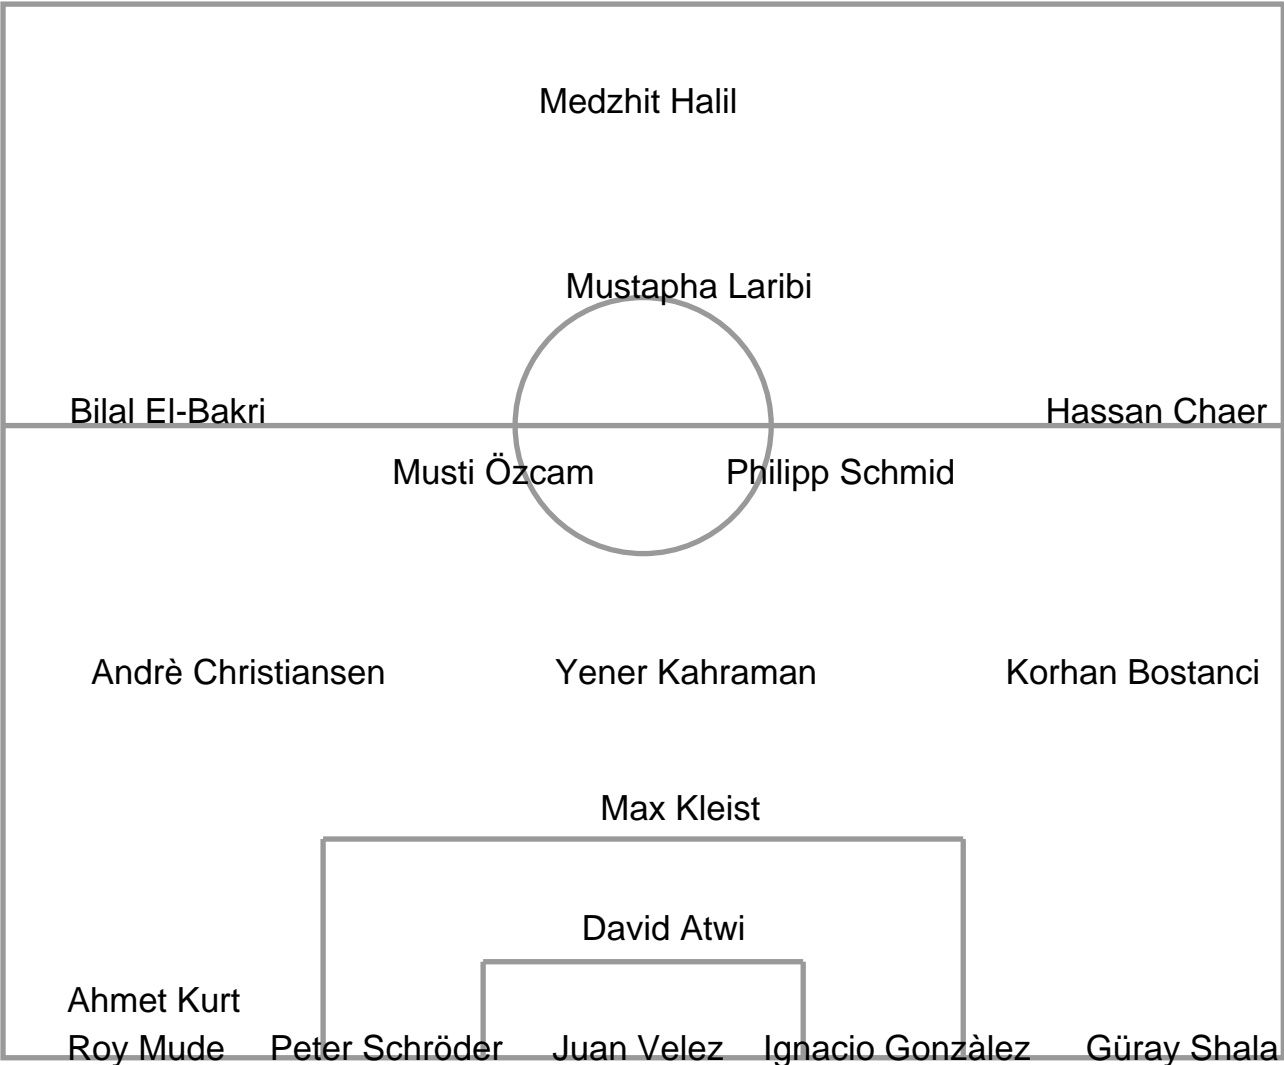 Medzhit Halil
Mustapha Laribi
Bilal El-Bakri
Hassan Chaer
Musti Özcam
Philipp Schmid
Andrè Christiansen
Yener Kahraman
Korhan Bostanci
Max Kleist
David Atwi
Ahmet Kurt
Roy Mude
Peter Schröder
Juan Velez
Ignacio Gonzàlez
Güray Shala